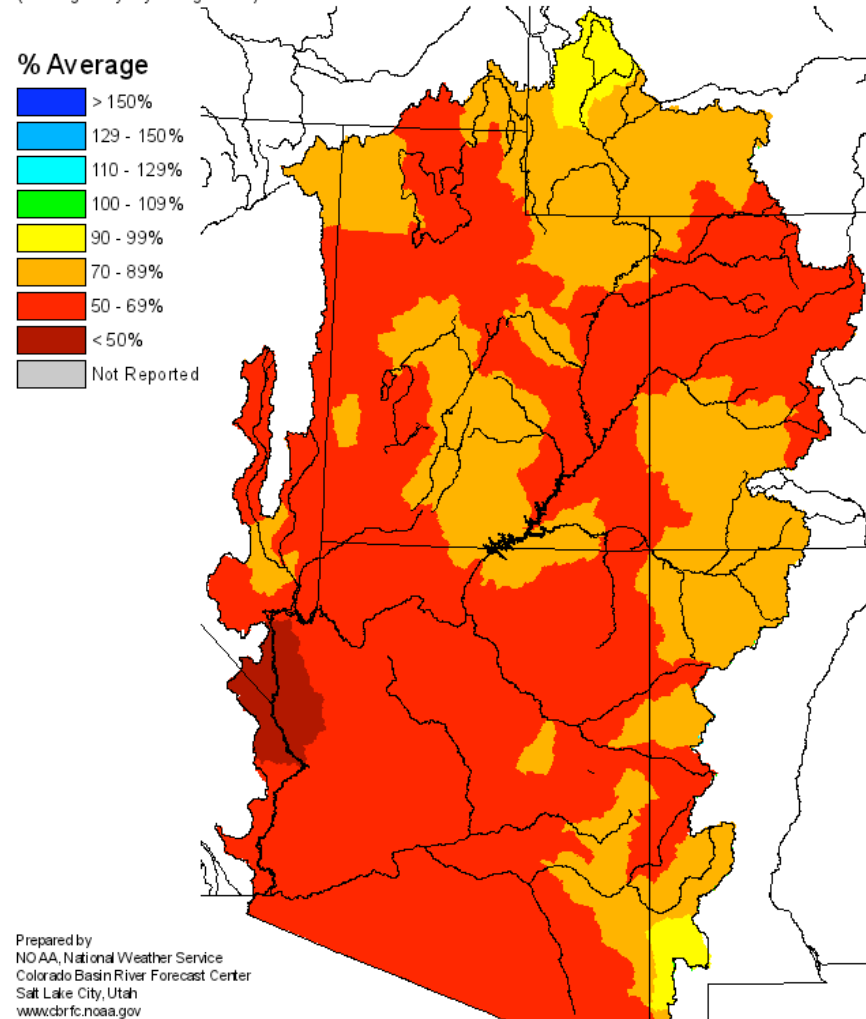 % Average
> 150%
129 - 150%
110 - 129%
100 - 109%
90 - 99%
70 - 89%
50 - 69%
< 50%
Not Reported
Prepared by
NOAA, National Weather Service
Colorado Basin River Forecast Center
Salt Lake City, Utah
www.cbrfc.noaa.gov